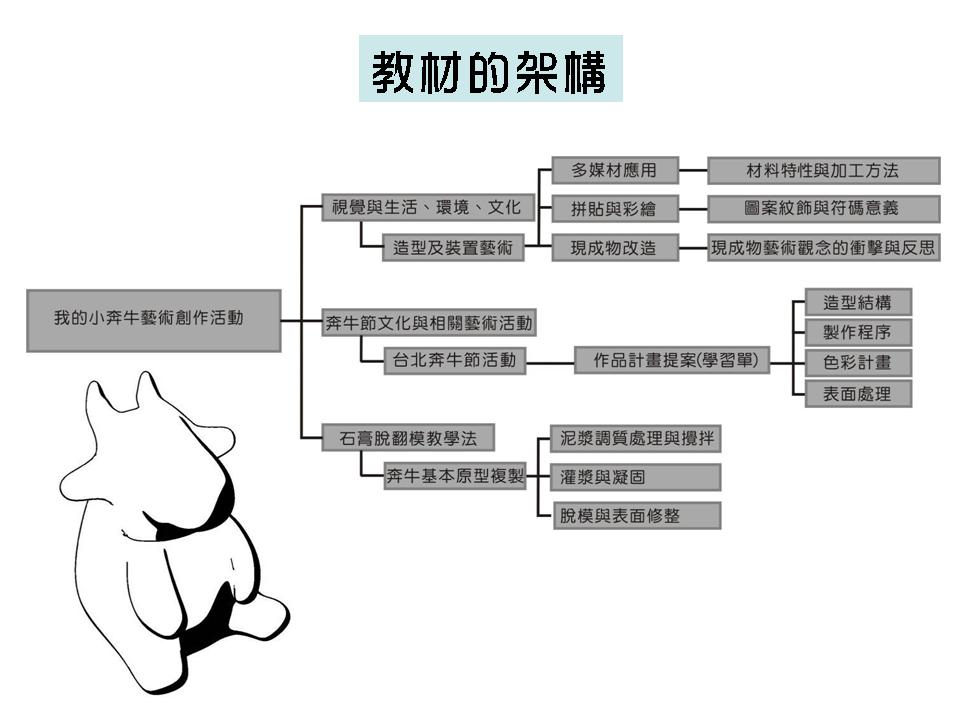 教材的架構
我的小奔牛藝術創作活動
視覺與生活、環境、文化
造型及裝置藝術
多媒材應用
材料特性與加工方法
拼貼與彩繪
圖案紋飾與符碼意義
現成物改造
現成物藝術觀念的衝擊與反思
奔牛節文化與相關藝術活動
台北奔牛節活動
作品計畫提案(學習單)
造型結構
製作程序
色彩計畫
表面處理
石膏脫翻模教學法
奔牛基本原型複製
泥漿調質處理與攪拌
灌漿與凝固
脫模與表面修整